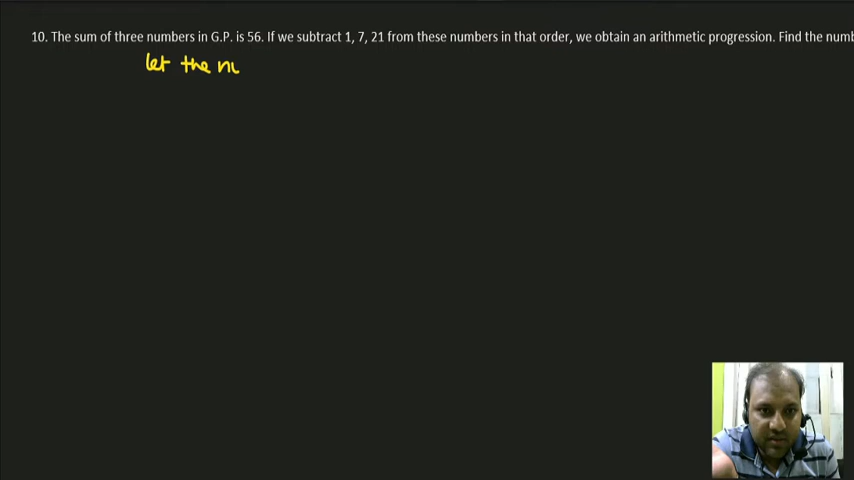 10. The sum of three numbers in G.P. is 56. If we subtract 1, 7, 21 from these numbers in that order, we obtain an arithmetic progression. Find the numb
let the nu